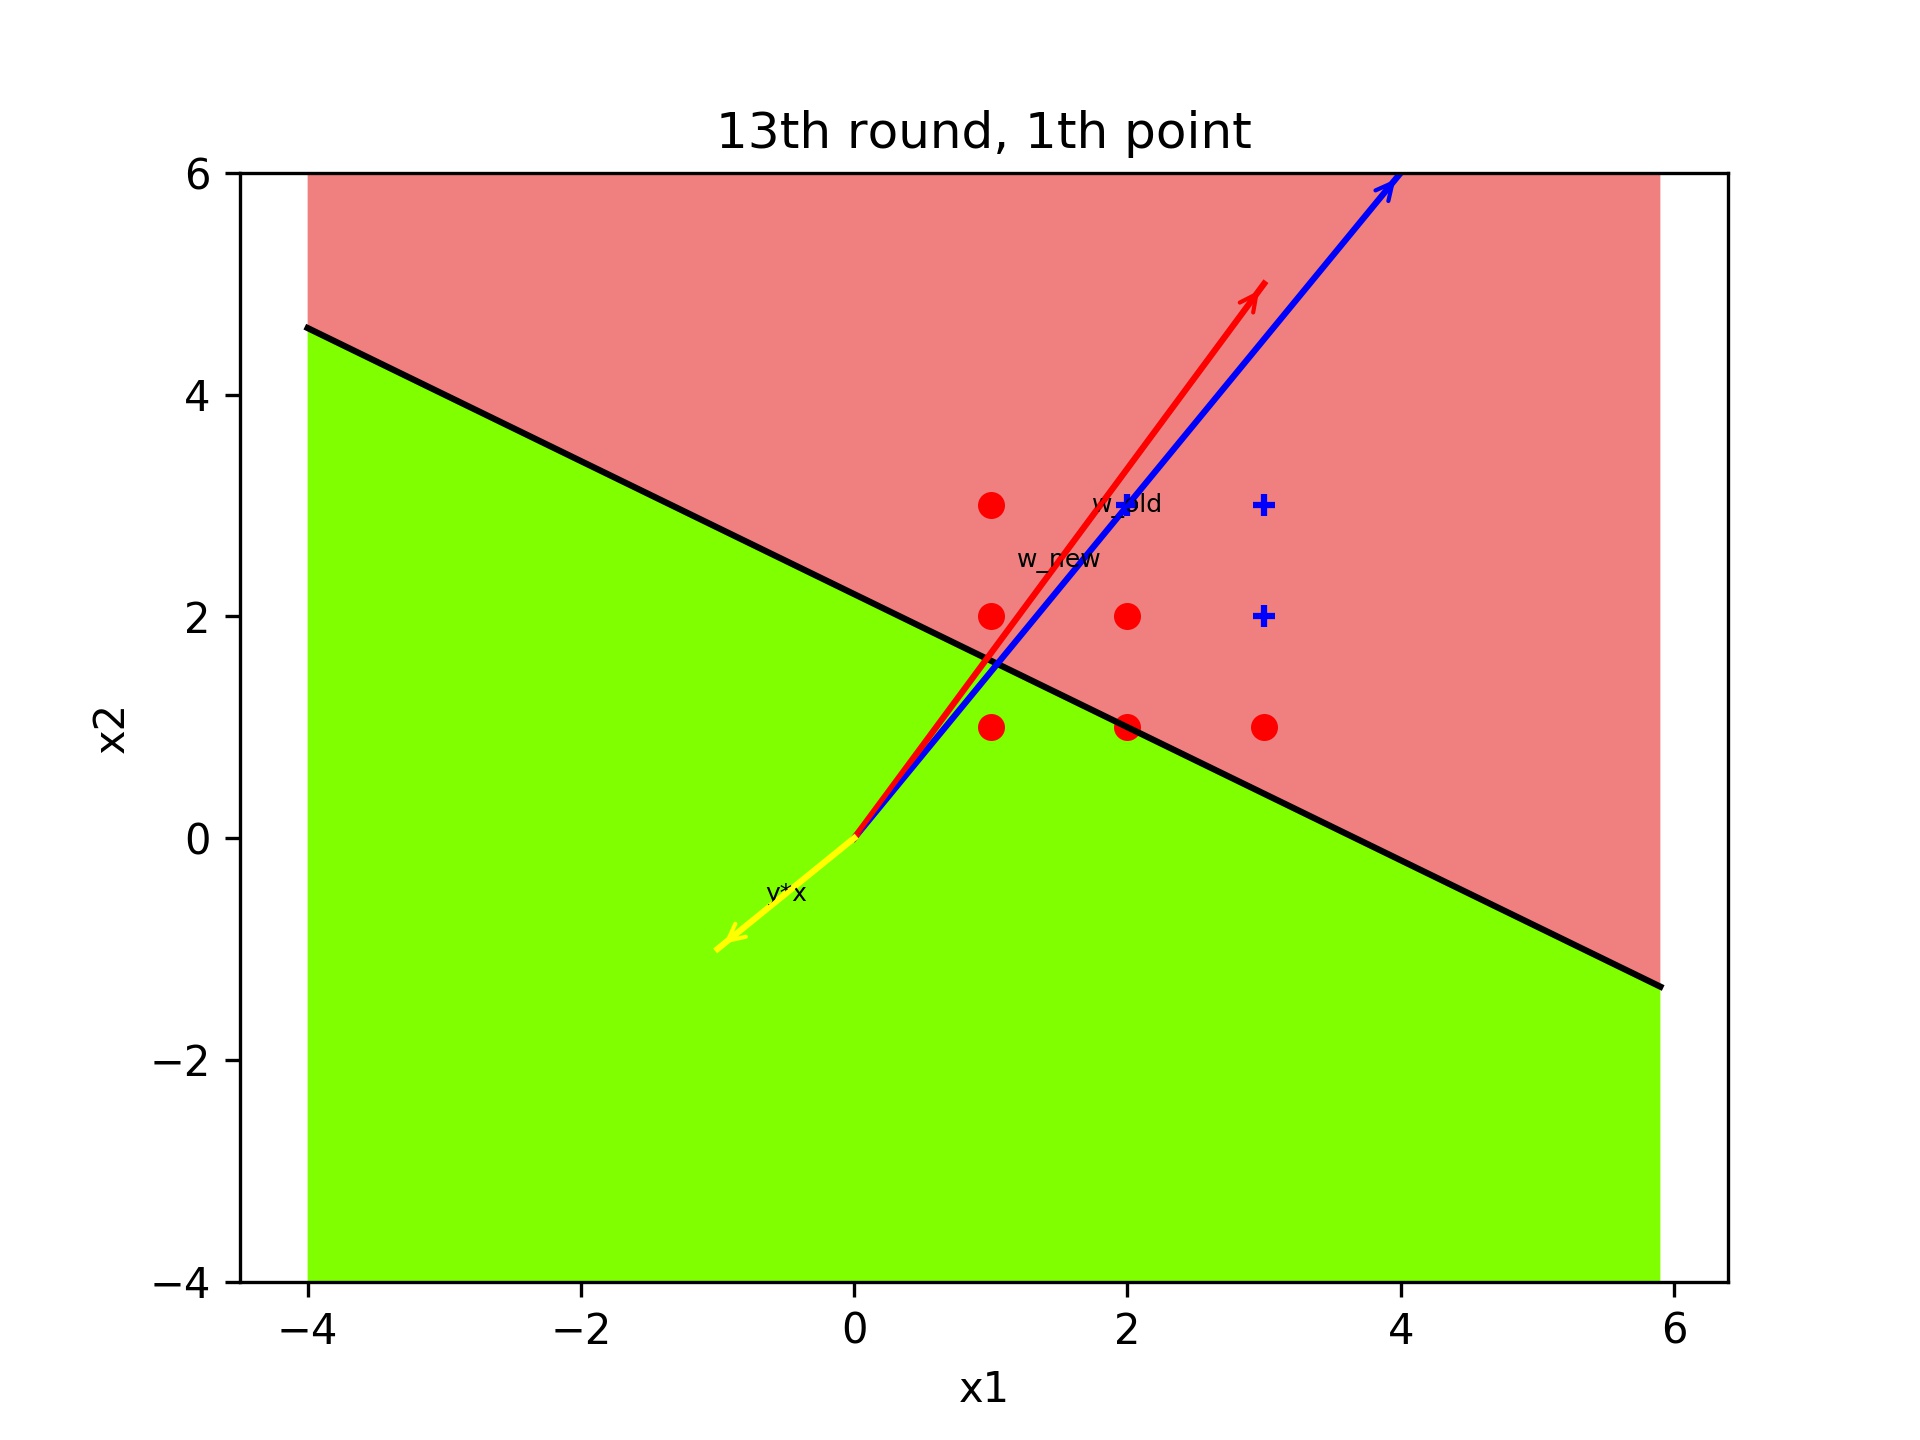 13th round, 1th point
6
4
2
0
−2
−4
x2
w_old
w_new
y*x
−4 −2 0 2 4 6
x1